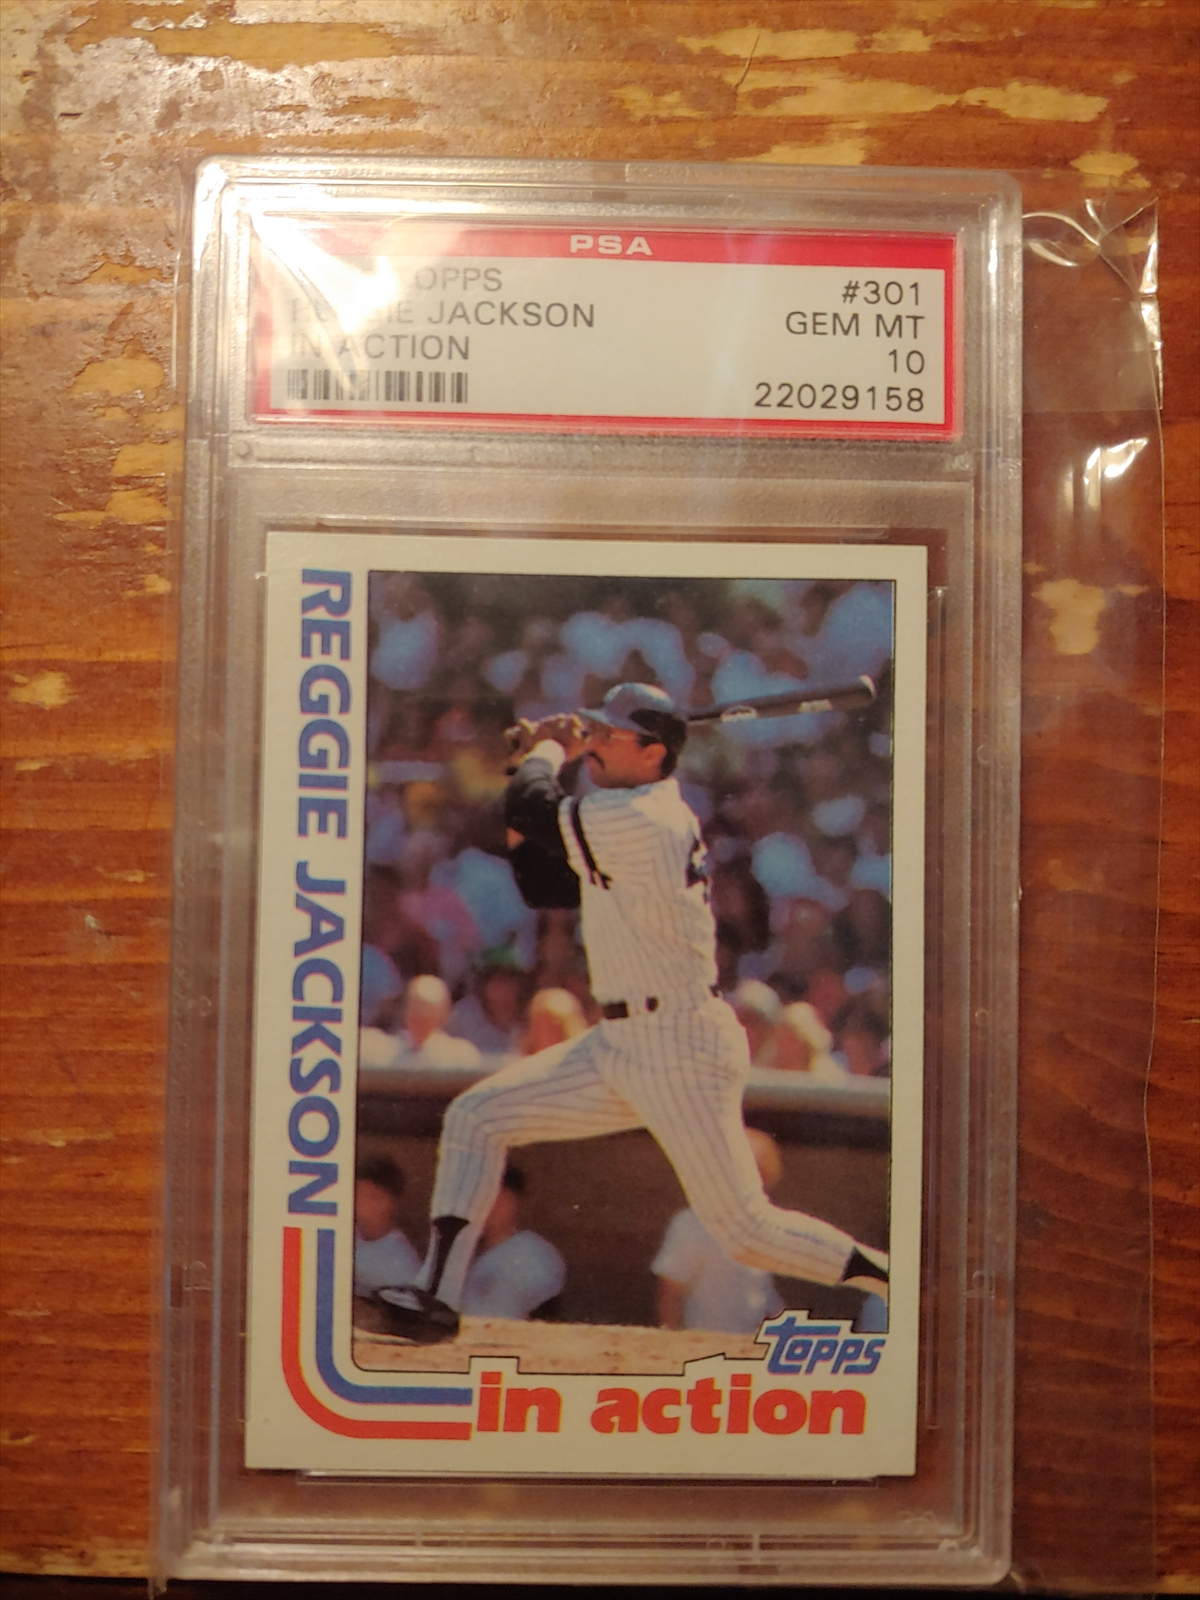 PSA
OPPS
JACKSON
IN ACTION
#301
GEM MT
10
22029158
REGGIE JACKSON
topps
in action